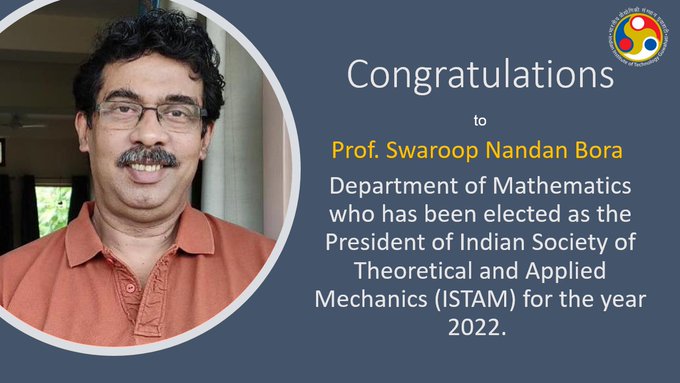 Congratulations
to
Prof. Swaroop Nandan Bora
Department of Mathematics
who has been elected as the
President of Indian Society of
Theoretical and Applied
Mechanics (ISTAM) for the year
2022.